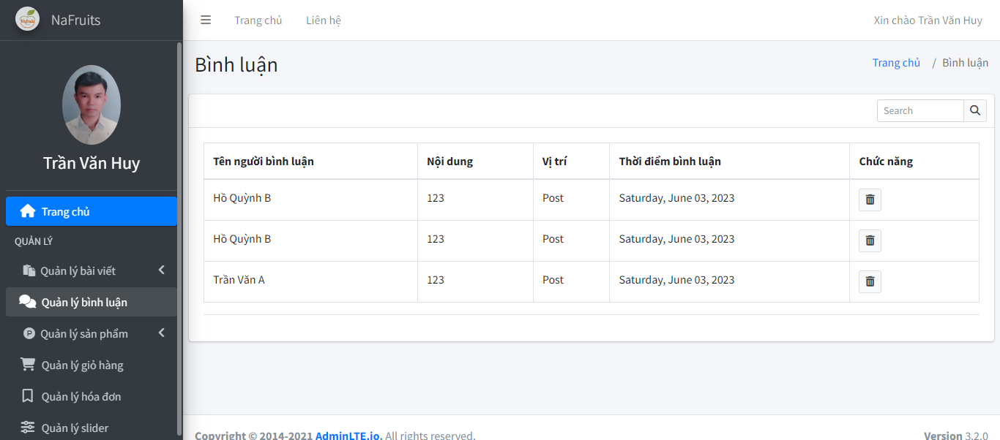 NaFruits
Trang chủ Liên hệ Xin chào Trần Văn Huy
Bình luận
Trang chủ / Bình luận
Search
Trần Văn Huy
Trang chủ
QUẢN LÝ
Quản lý bài viết
Quản lý bình luận
Quản lý sản phẩm
Quản lý giỏ hàng
Quản lý hóa đơn
Quản lý slider
Tên người bình luận Nội dung Vị trí Thời điểm bình luận Chức năng
Hồ Quỳnh B 123 Post Saturday, June 03, 2023
Hồ Quỳnh B 123 Post Saturday, June 03, 2023
Trần Văn A 123 Post Saturday, June 03, 2023
Copyright © 2014-2021 AdminLTE.io. All rights reserved. Version 3.2.0